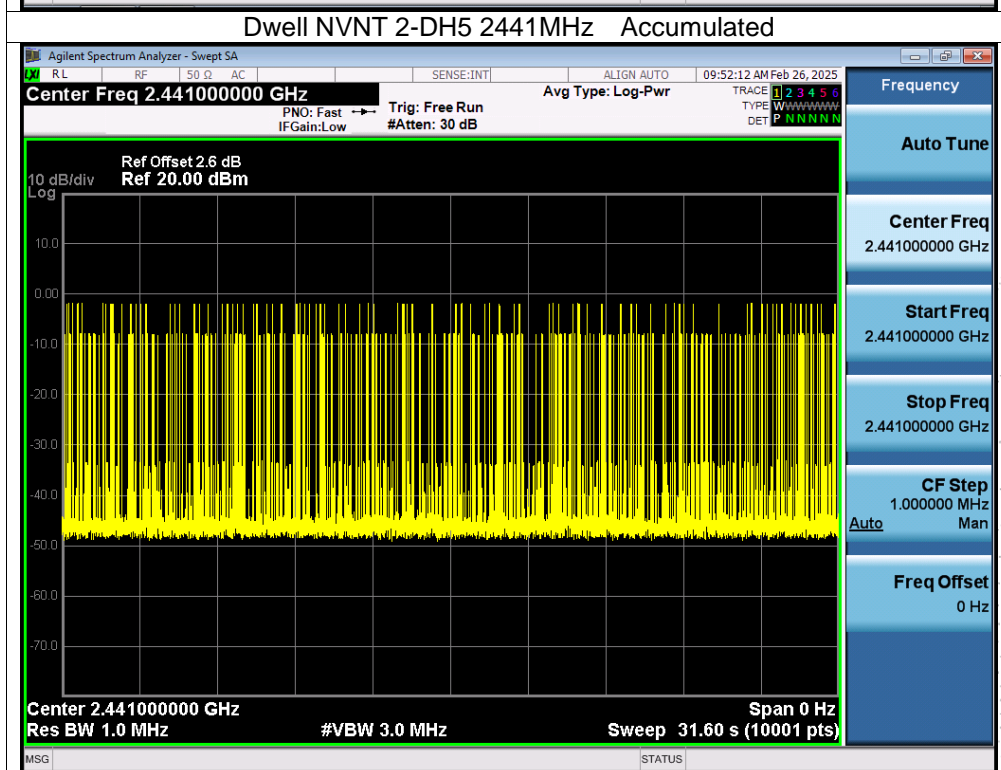 Dwell NVNT 2-DH5 2441MHz Accumulated
Agilent Spectrum Analyzer - Swept SA
LXI RL RF 50 Ω AC SENSE:INT ALIGN AUTO 09:52:12 AM Feb 26, 2025
Center Freq 2.441000000 GHz Avg Type: Log-Pwr TRACE 1 2 3 4 5 6
PNO: Fast Trig: Free Run TYPE WWWWWW
IFGain:Low #Atten: 30 dB DET P N N N N N
Frequency
Auto Tune
Center Freq
2.441000000 GHz
Start Freq
2.441000000 GHz
Stop Freq
2.441000000 GHz
CF Step
1.000000 MHz
Auto Man
Freq Offset
0 Hz
Ref Offset 2.6 dB
10 dB/div Ref 20.00 dBm
Log
10.0
0.00
-10.0
-20.0
-30.0
-40.0
-50.0
-60.0
-70.0
Center 2.441000000 GHz Span 0 Hz
Res BW 1.0 MHz #VBW 3.0 MHz Sweep 31.60 s (10001 pts)
MSG STATUS